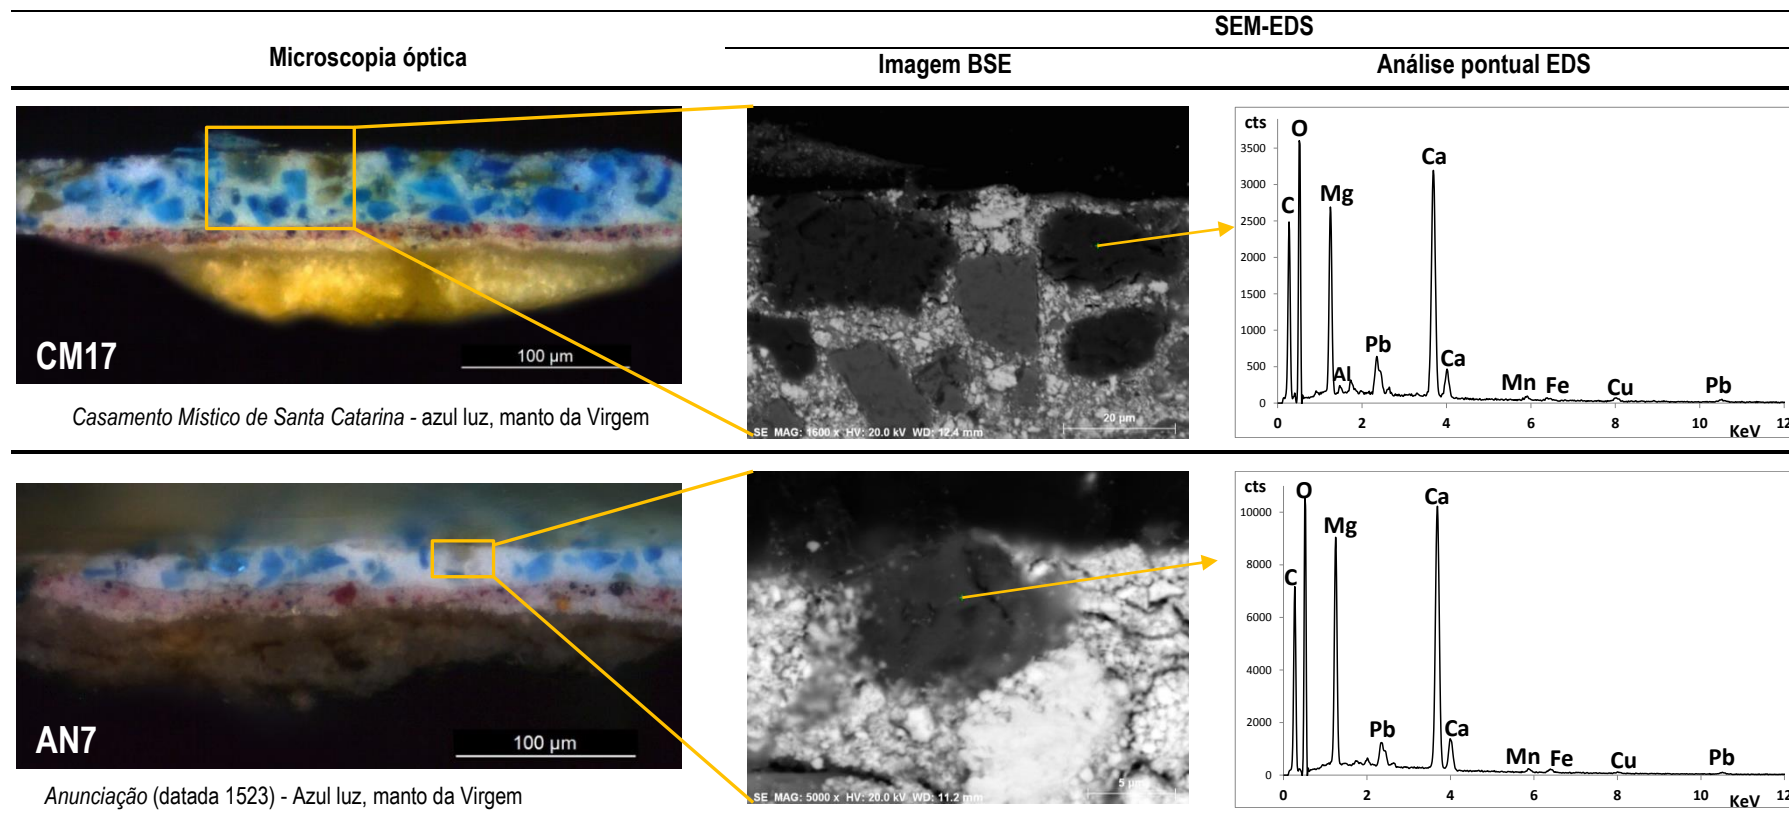 SEM-EDS
Microscopia óptica
Imagem BSE
Análise pontual EDS
CM17
100 µm
SE MAG: 1600 x HV: 20.0 kV WD: 12.4 mm
20 µm
cts
O
C
Mg
Al
Pb
Ca
Ca
Mn
Fe
Cu
Pb
3500
3000
2500
2000
1500
1000
500
0
0
2
4
6
8
10
12
KeV
Casamento Místico de Santa Catarina - azul luz, manto da Virgem
AN7
100 µm
SE MAG: 5000 x HV: 20.0 kV WD: 11.2 mm
5 µm
cts
O
C
Mg
Pb
Ca
Ca
Mn
Fe
Cu
Pb
10000
8000
6000
4000
2000
0
0
2
4
6
8
10
12
KeV
Anunciação (datada 1523) - Azul luz, manto da Virgem